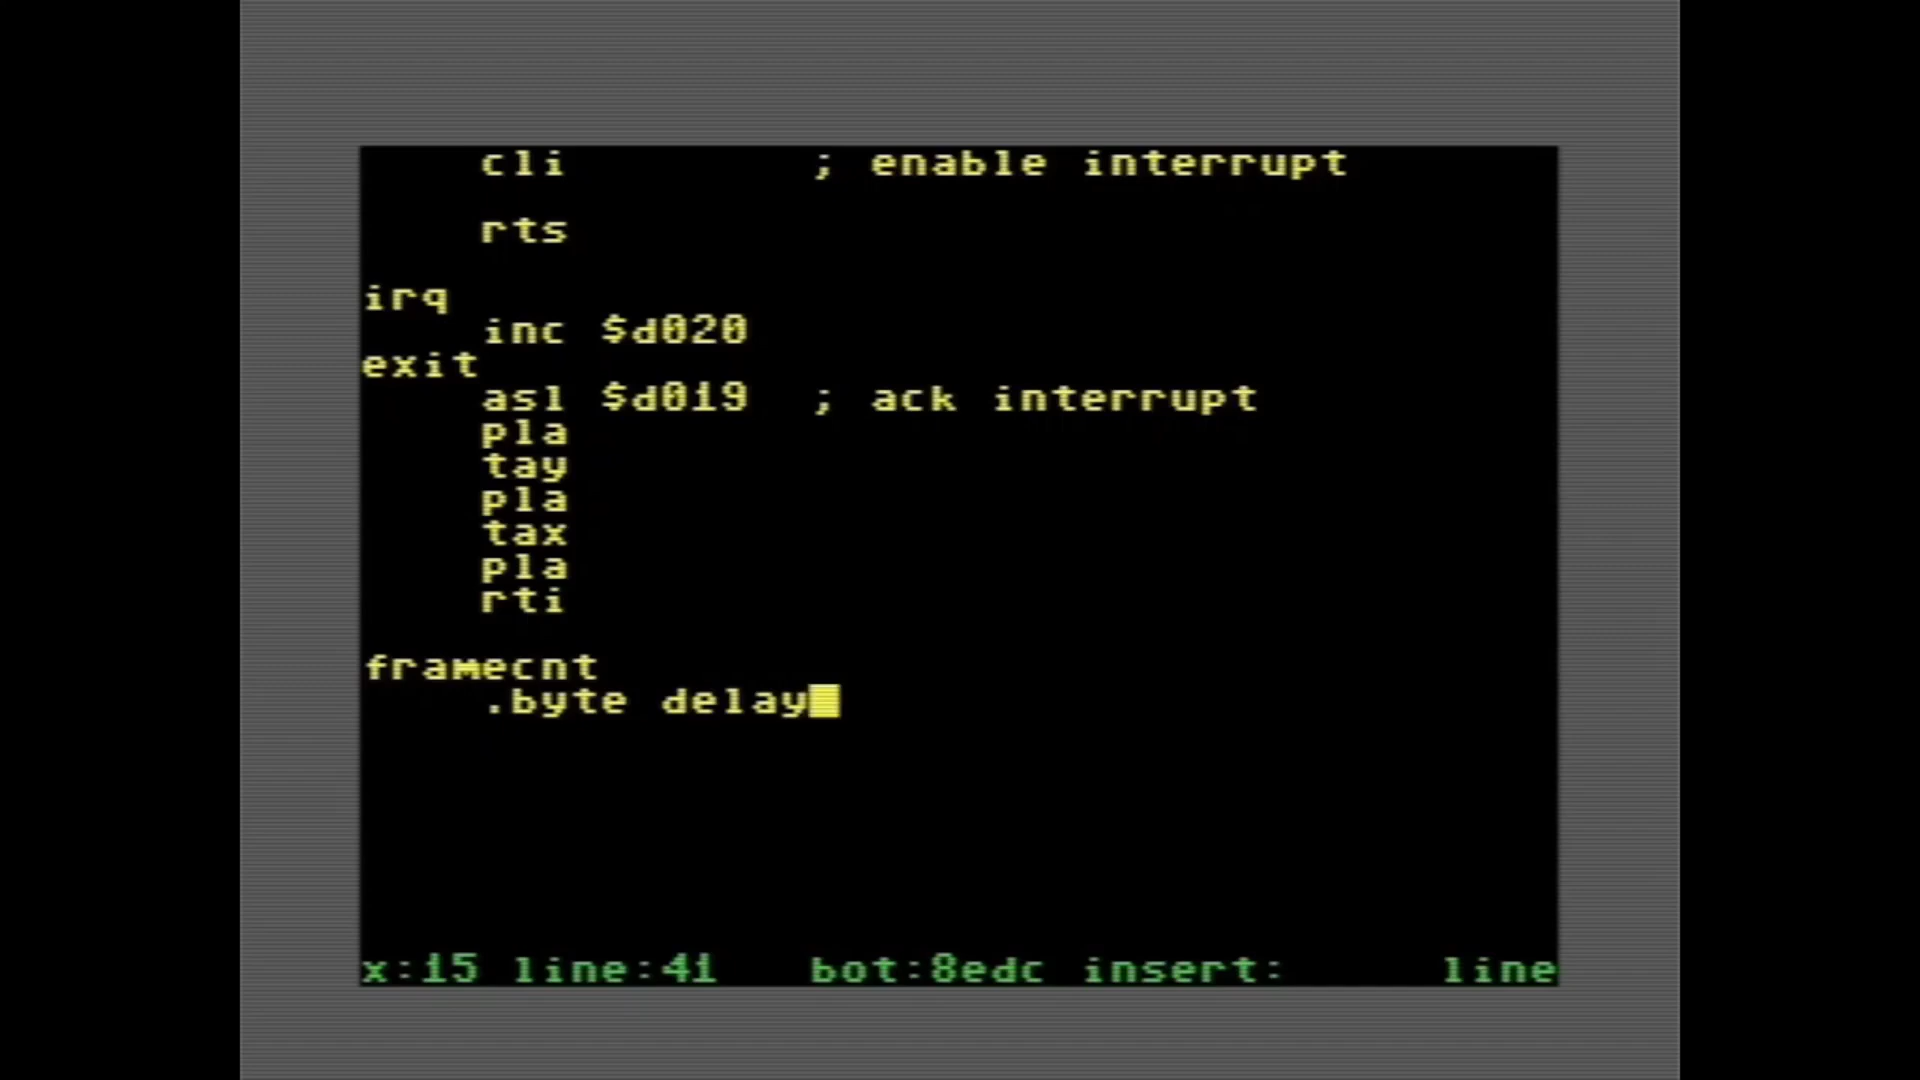 cli ; enable interrupt
rts
irq
inc $d020
exit
asl $d019 ; ack interrupt
pla
tay
pla
tax
pla
rti
framecnt
.byte delay
x:15 line:41 bot:8edc insert: line